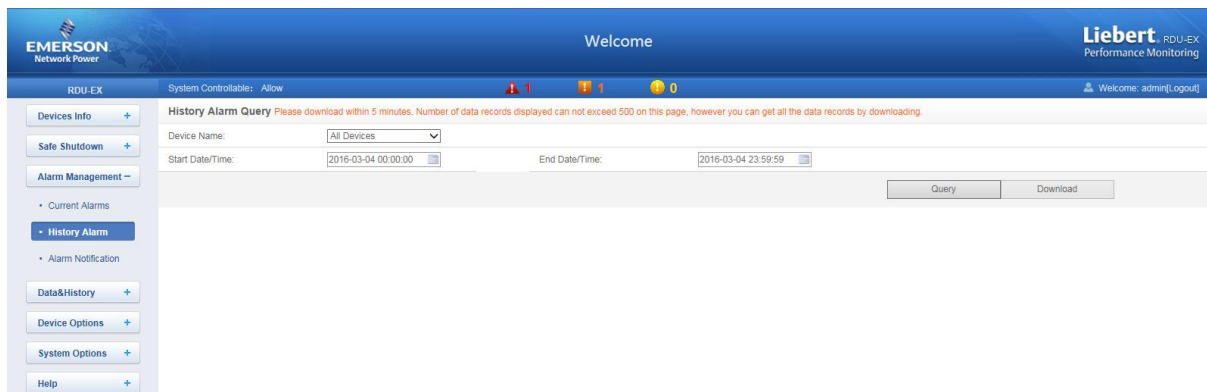 EMERSON
Network Power
Welcome
Liebert. RDU-EX
Performance Monitoring
RDU-EX
System Controllable: Allow
1
1
0
Welcome: admin[Logout]
Devices Info +
Safe Shutdown +
Alarm Management –
• Current Alarms
• History Alarm
• Alarm Notification
Data&History +
Device Options +
System Options +
Help +
History Alarm Query Please download within 5 minutes. Number of data records displayed can not exceed 500 on this page, however you can get all the data records by downloading.
Device Name: All Devices
Start Date/Time: 2016-03-04 00:00:00 End Date/Time: 2016-03-04 23:59:59
Query Download